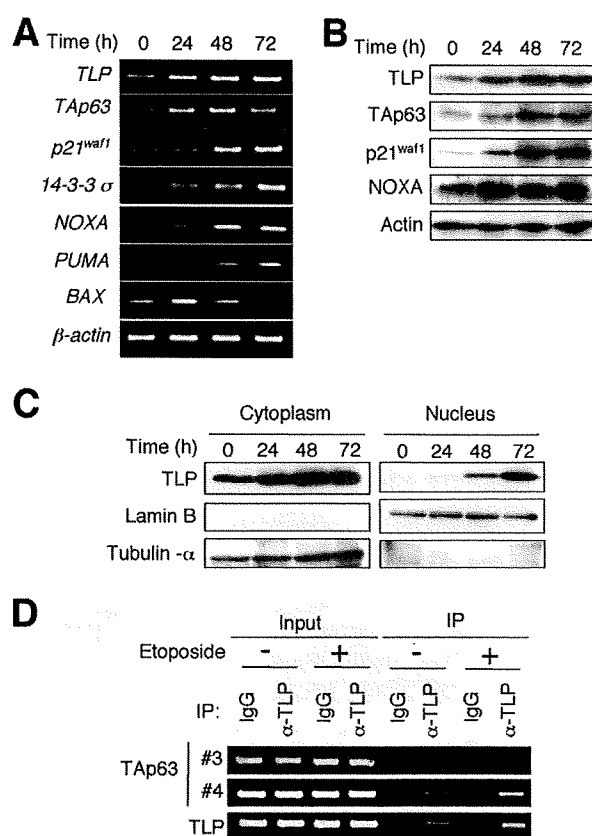 A
Time (h) 0 24 48 72
TLP
TAp63
p21waf1
14-3-3 σ
NOXA
PUMA
BAX
β-actin
B
Time (h) 0 24 48 72
TLP
TAp63
p21waf1
NOXA
Actin
C
Cytoplasm Nucleus
Time (h) 0 24 48 72 0 24 48 72
TLP
Lamin B
Tubulin -α
D
Input IP
Etoposide - + - +
IP: IgG α-TLP IgG α-TLP IgG α-TLP IgG α-TLP
TAp63 #3
#4
TLP